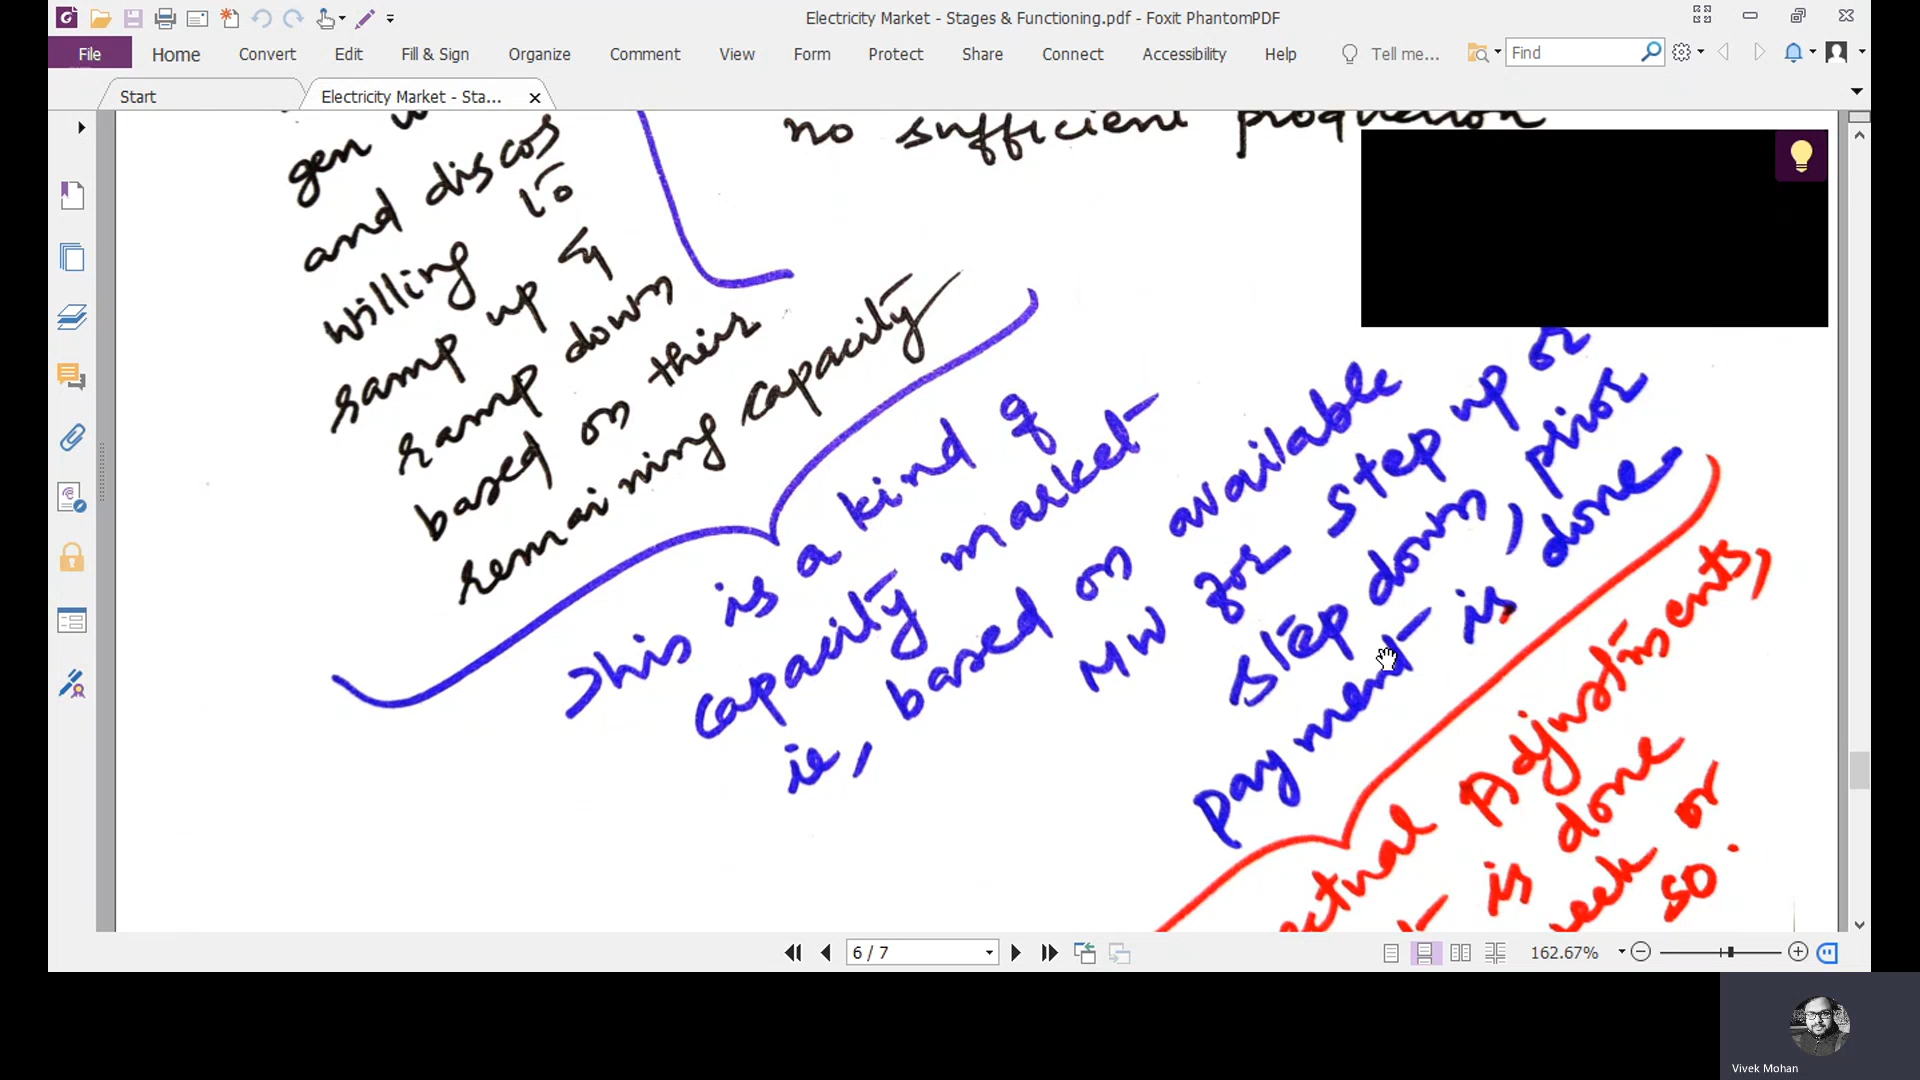 Electricity Market - Stages & Functioning.pdf - Foxit PhantomPDF
File Home Convert Edit Fill & Sign Organize Comment View Form Protect Share Connect Accessibility Help Tell me... Find
Start Electricity Market - Sta...
no sufficient production
gen
and discos
willing to
ramp up &
ramp down
based on their
remaining capacity
This is a kind of
capacity market
ie, based on available
MW for step up or
step down, prior
payment is done
Adjustments,
is done
or
so.
6 / 7
162.67%
Vivek Mohan